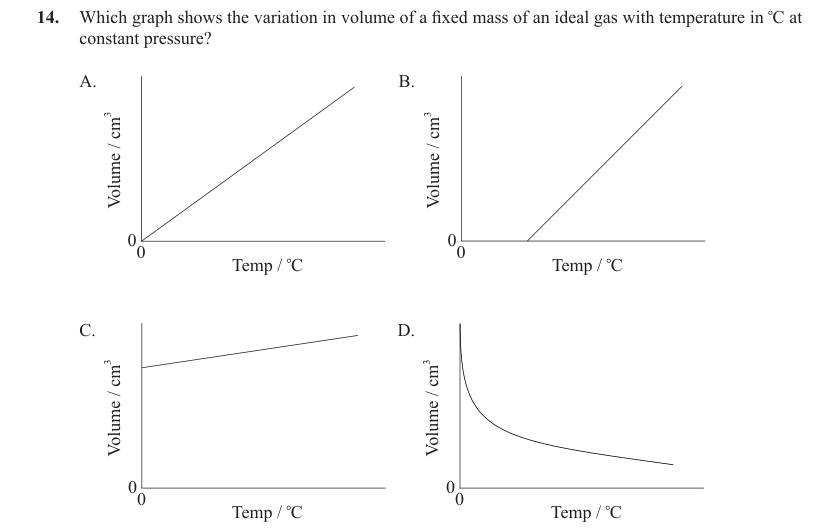 14. Which graph shows the variation in volume of a fixed mass of an ideal gas with temperature in °C at
constant pressure?
A.
Volume / cm³
0
0
Temp / °C
B.
Volume / cm³
0
0
Temp / °C
C.
Volume / cm³
0
0
Temp / °C
D.
Volume / cm³
0
0
Temp / °C